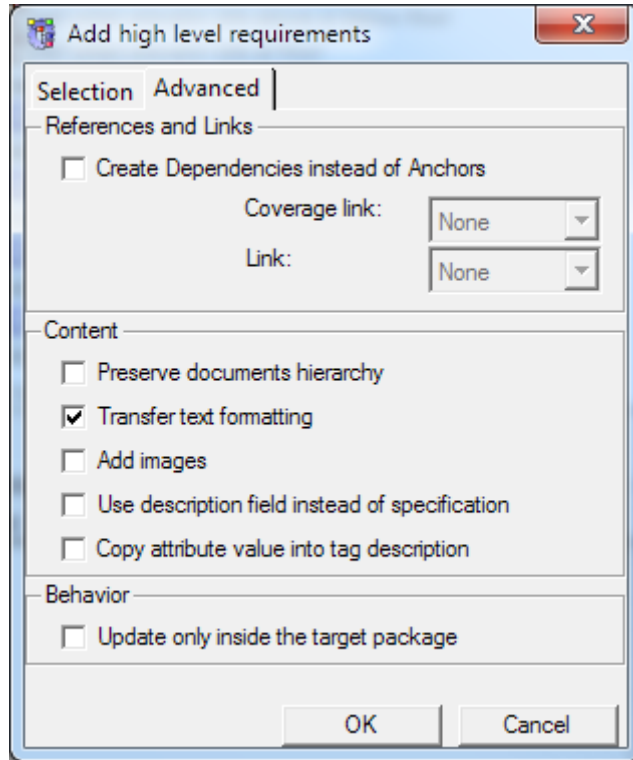 Add high level requirements
Selection Advanced
References and Links
Create Dependencies instead of Anchors
Coverage link: None
Link: None
Content
Preserve documents hierarchy
Transfer text formatting
Add images
Use description field instead of specification
Copy attribute value into tag description
Behavior
Update only inside the target package
OK Cancel